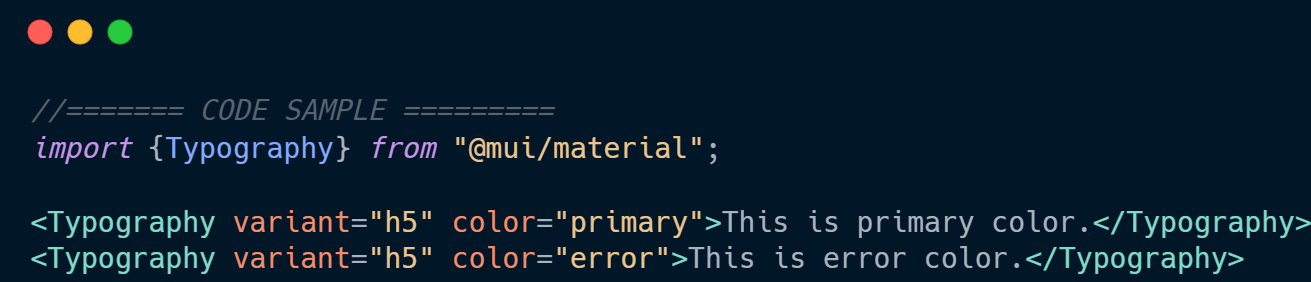 //======= CODE SAMPLE =========
import {Typography} from "@mui/material";
<Typography variant="h5" color="primary">This is primary color.</Typography>
<Typography variant="h5" color="error">This is error color.</Typography>